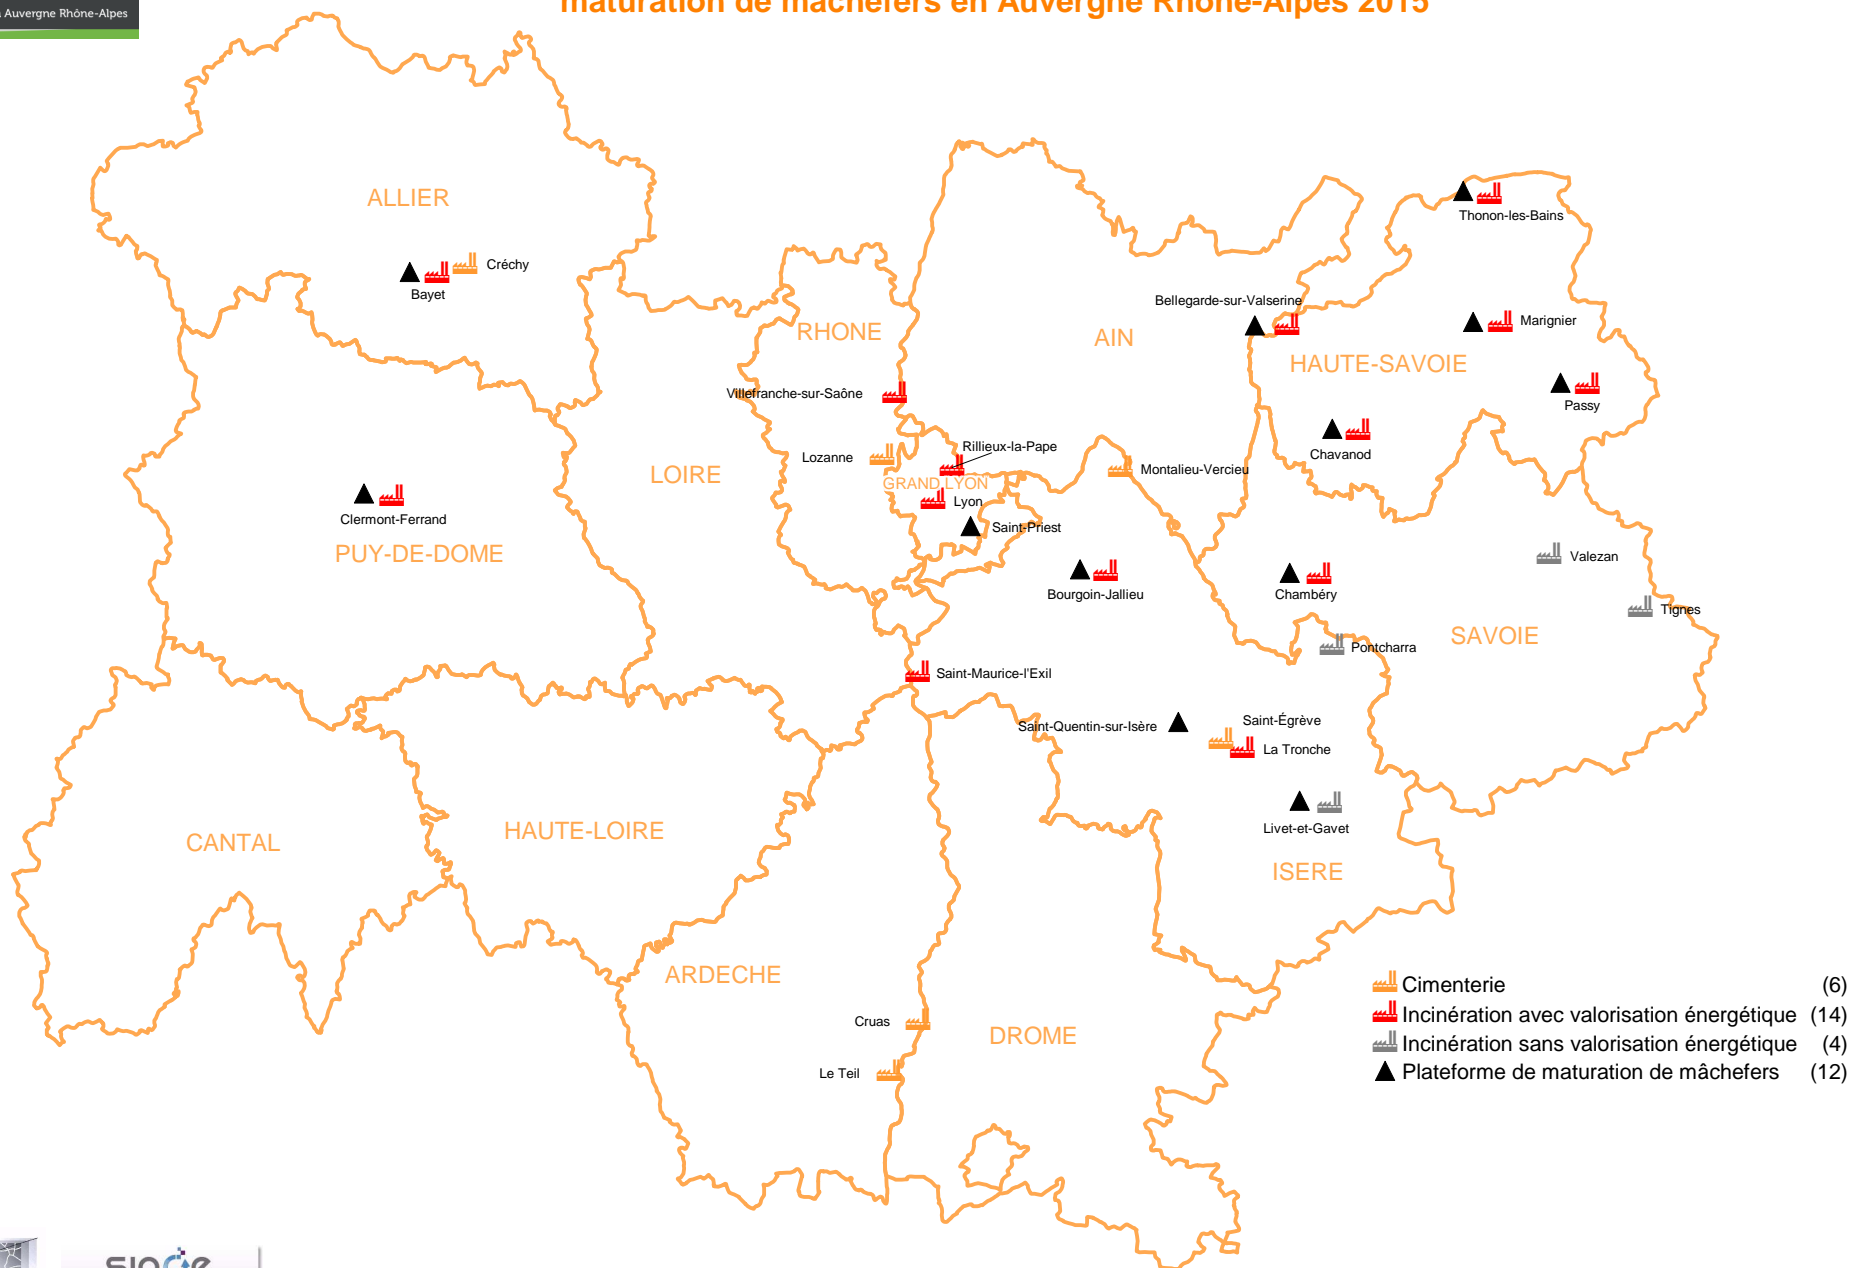 Auvergne Rhône-Alpes
maturation de mâchefers en Auvergne Rhône-Alpes 2015
ALLIER
Créchy
Bayet
Thonon-les-Bains
Bellegarde-sur-Valserine
Marignier
RHONE
AIN
HAUTE-SAVOIE
Villefranche-sur-Saône
Passy
Rillieux-la-Pape
Lozanne
Chavanod
Montalieu-Vercieu
LOIRE
GRAND LYON
Lyon
Clermont-Ferrand
Saint-Priest
PUY-DE-DOME
Valezan
Bourgoin-Jallieu
Chambéry
Tignes
SAVOIE
Pontcharra
Saint-Maurice-l'Exil
Saint-Égrève
Saint-Quentin-sur-Isère
La Tronche
Livet-et-Gavet
HAUTE-LOIRE
CANTAL
ISERE
ARDECHE
Cruas
DROME
Le Teil
Cimenterie (6)
Incinération avec valorisation énergétique (14)
Incinération sans valorisation énergétique (4)
Plateforme de maturation de mâchefers (12)